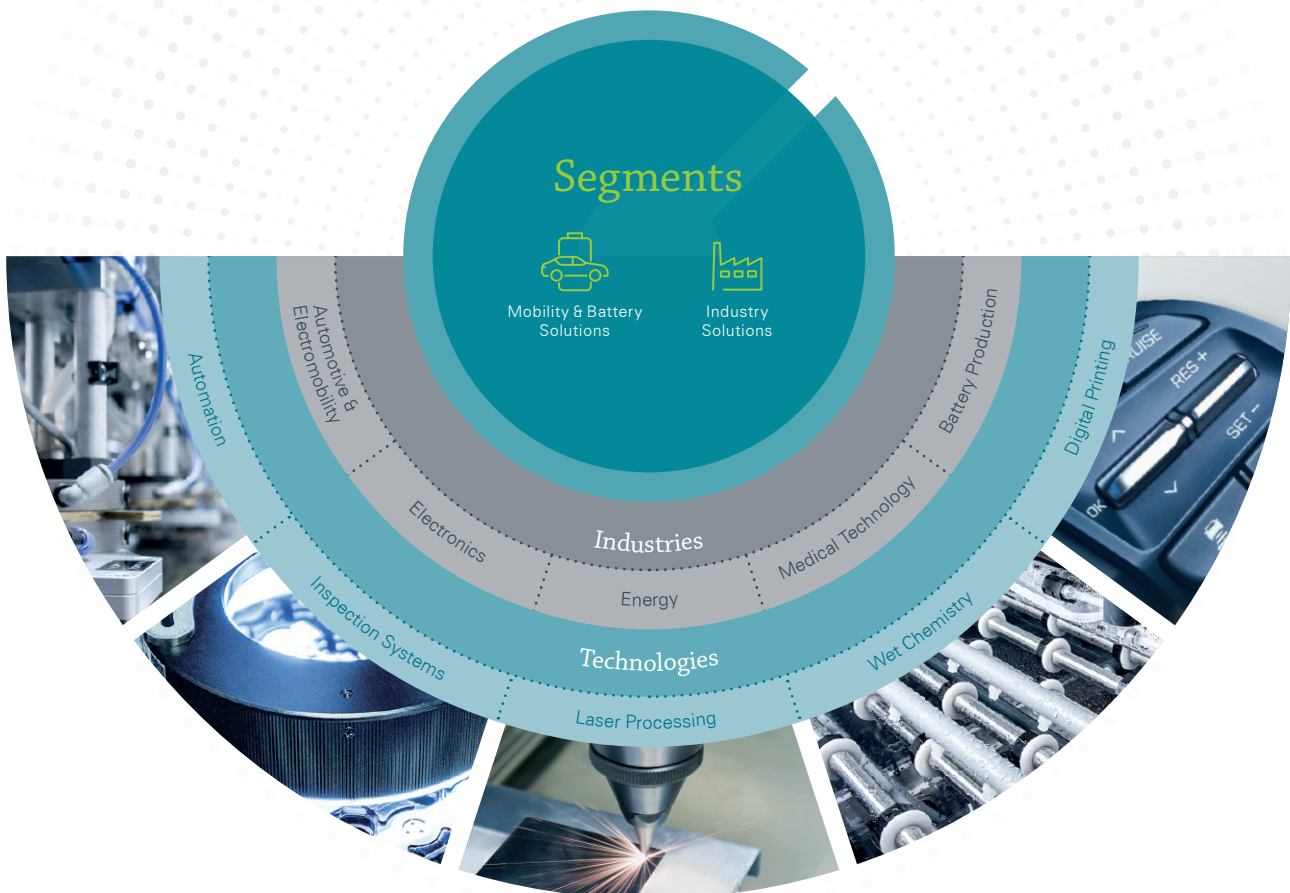 Segments
Mobility & Battery
Solutions
Industry
Solutions
Industries
Automotive &
Electromobility
Electronics
Energy
Medical Technology
Battery Production
Technologies
Automation
Inspection Systems
Laser Processing
Wet Chemistry
Digital Printing
RES +
SET –
OK